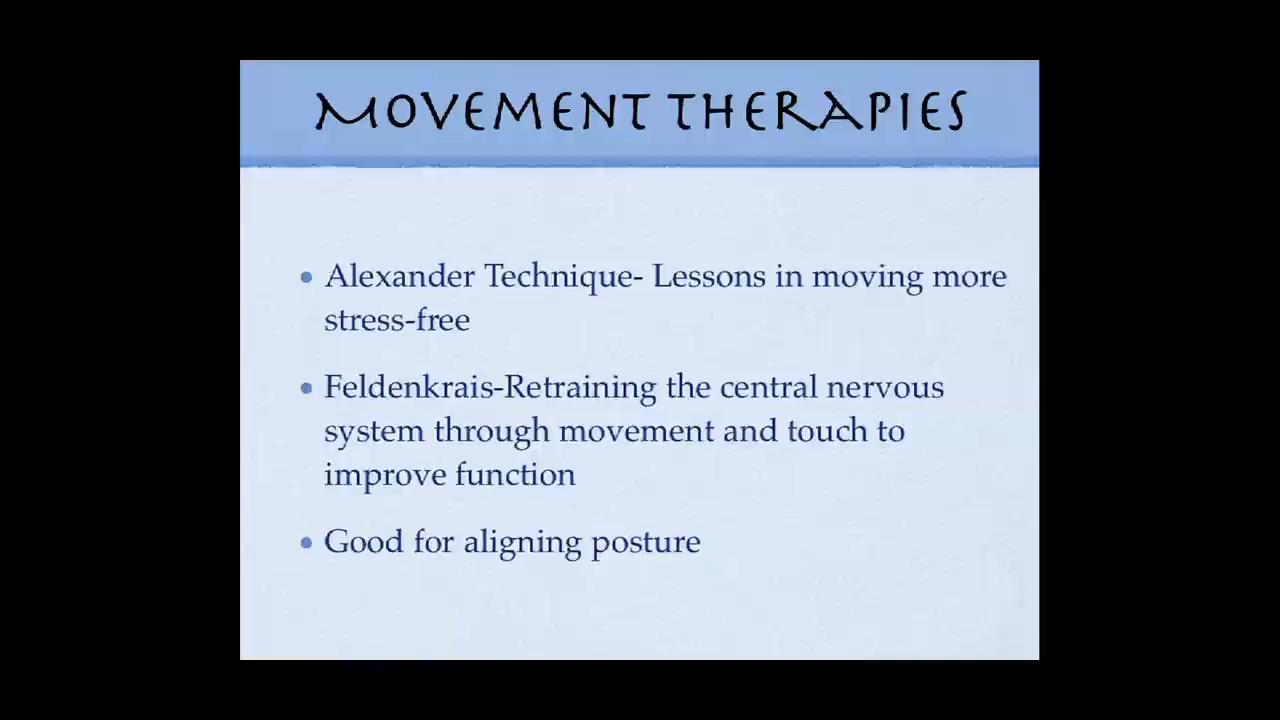 MOVEMENT THERAPIES
• Alexander Technique- Lessons in moving more
stress-free
• Feldenkrais-Retraining the central nervous
system through movement and touch to
improve function
• Good for aligning posture